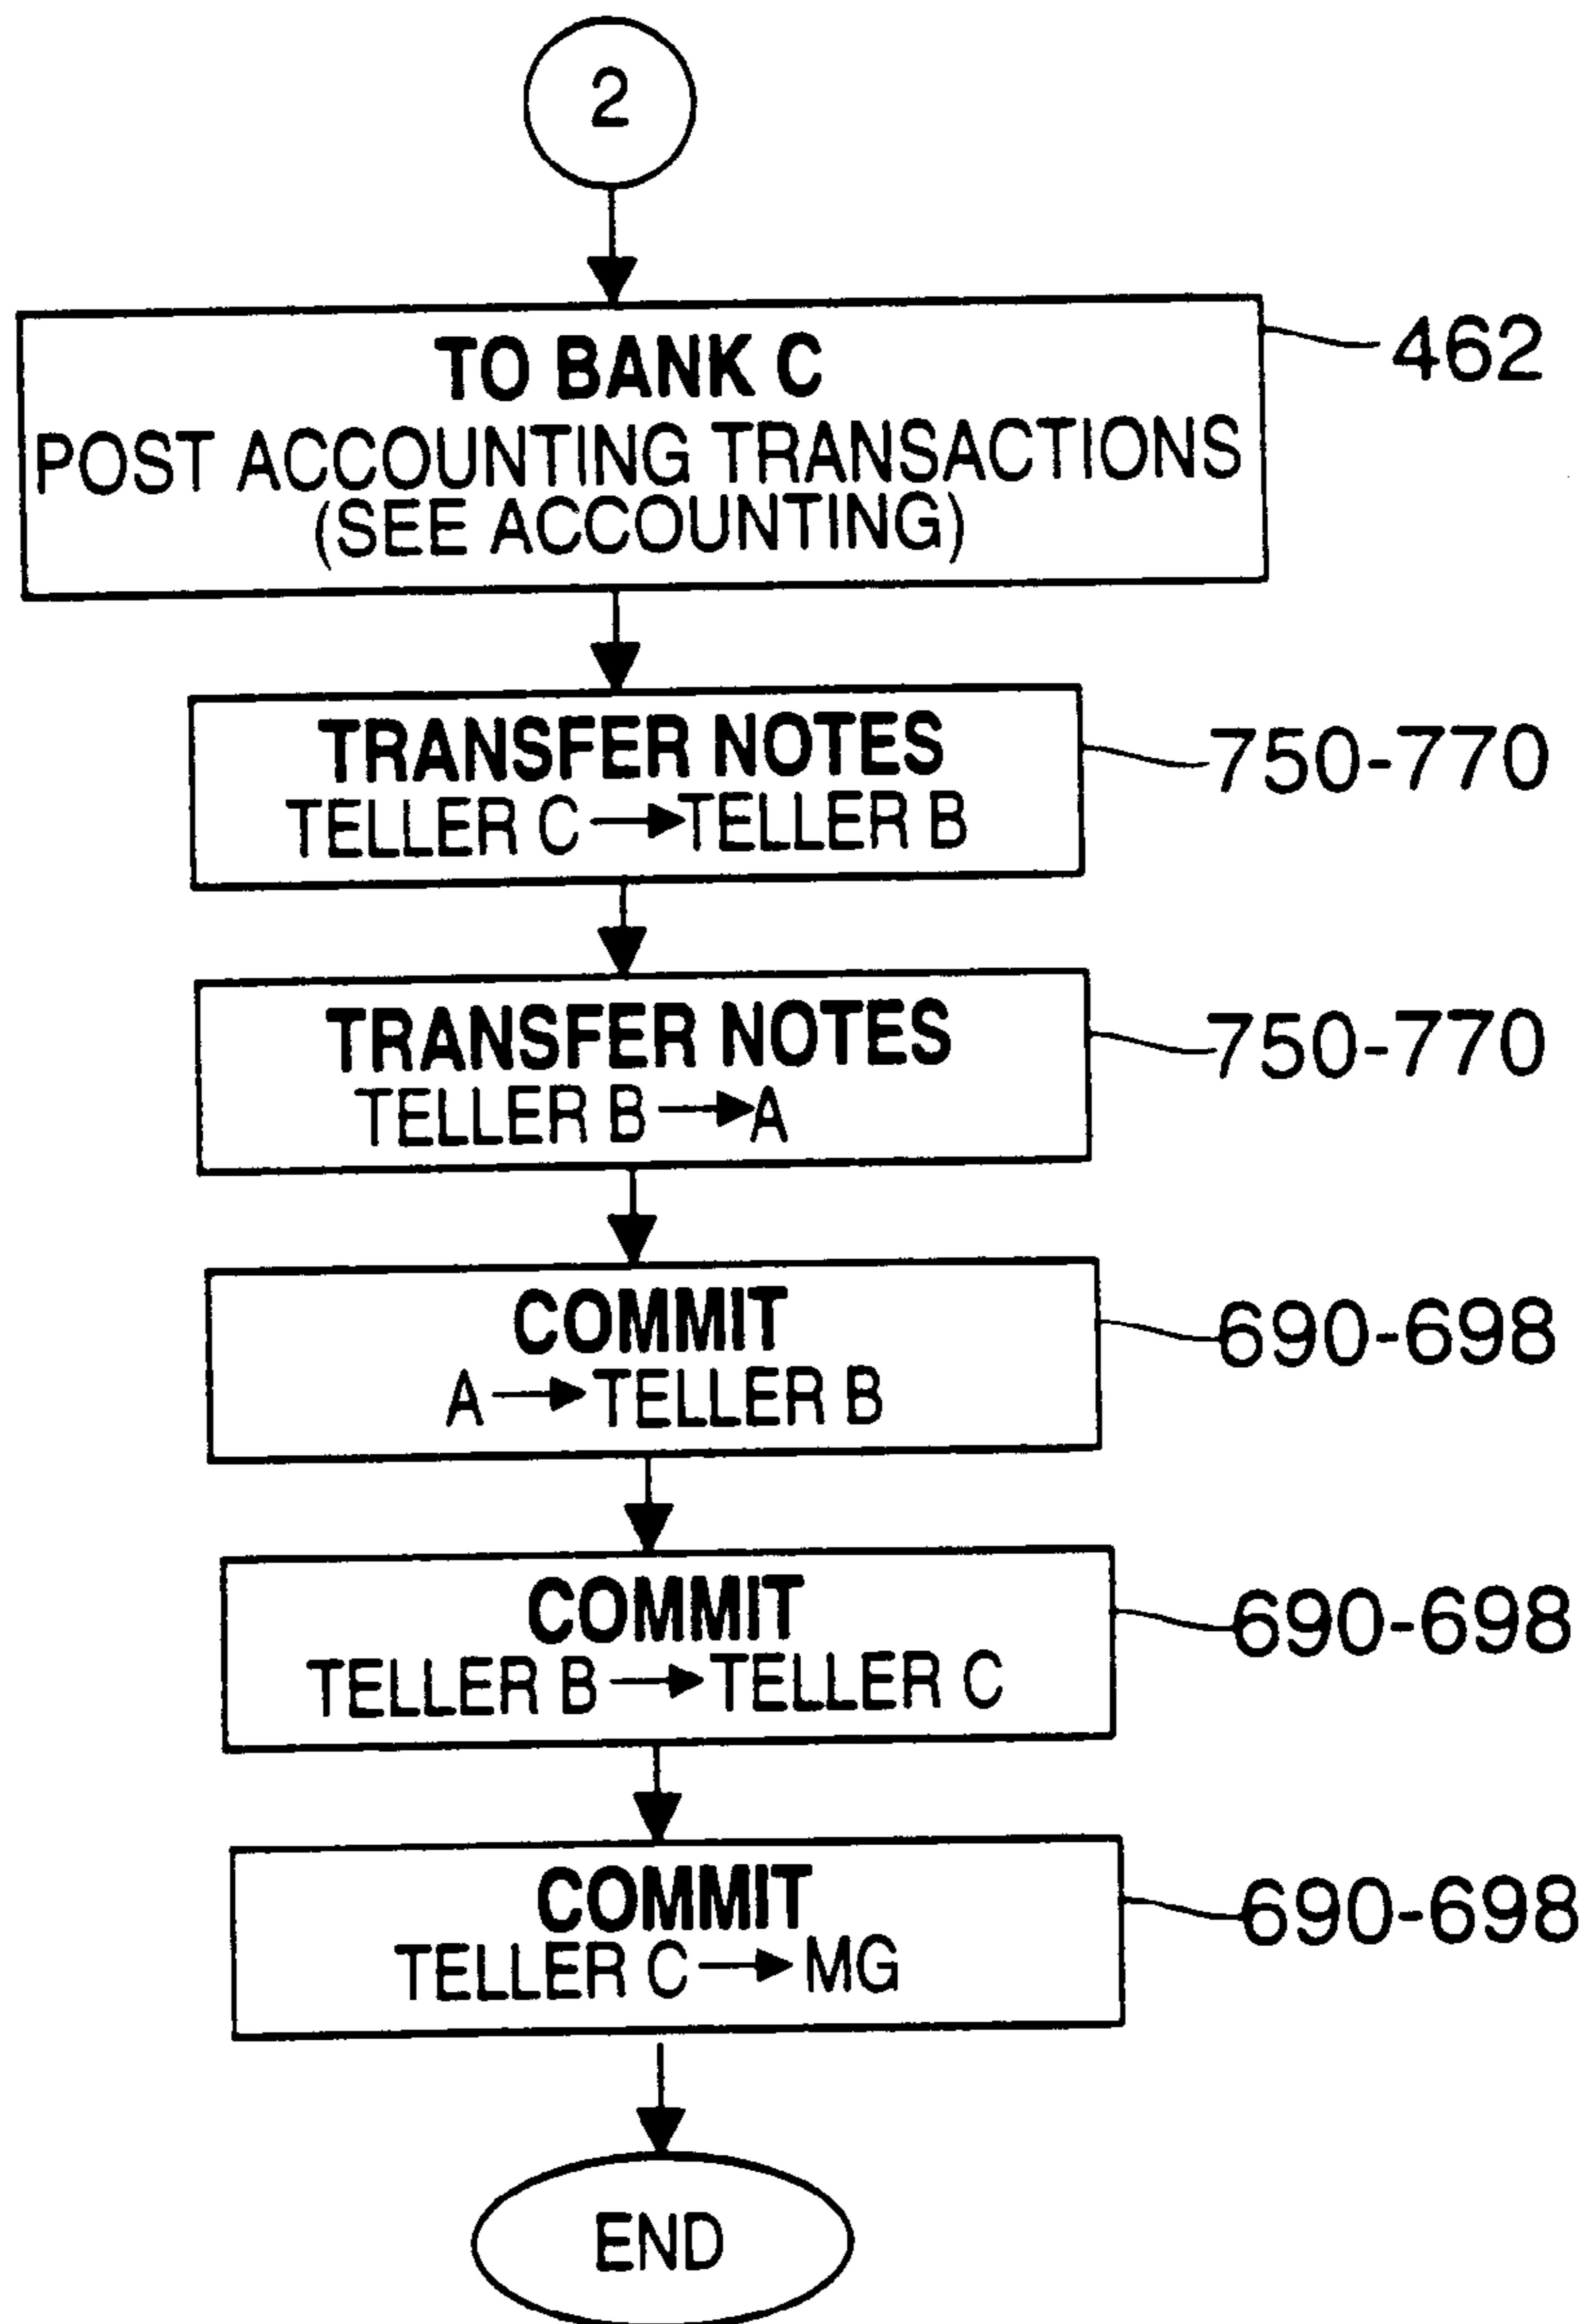 2
TO BANK C
462
POST ACCOUNTING TRANSACTIONS
(SEE ACCOUNTING)
TRANSFER NOTES
750-770
TELLER C → TELLER B
TRANSFER NOTES
750-770
TELLER B → A
COMMIT
690-698
A → TELLER B
COMMIT
690-698
TELLER B → TELLER C
COMMIT
690-698
TELLER C → MG
END